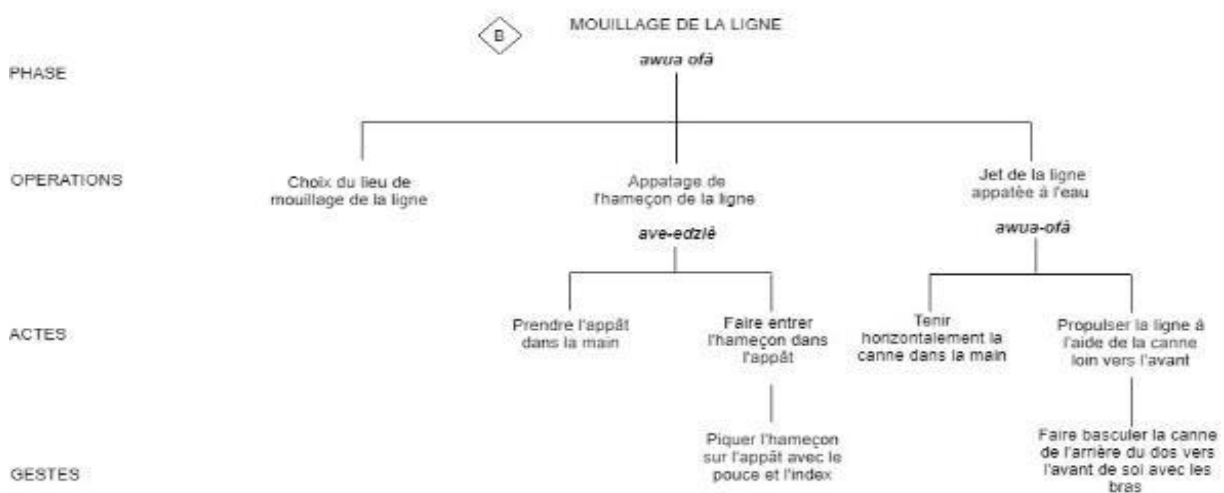 MOUILLAGE DE LA LIGNE
B
awua ofà
PHASE
OPERATIONS
Choix du lieu de
mouillage de la ligne
Appatage de
l'hameçon de la ligne
ave-edziè
Jet de la ligne
appatèe à l'eau
awua-ofà
ACTES
Prendre l'appât
dans la main
Faire entrer
l'hameçon dans
l'appât
Tenir
horizontalement la
canne dans la main
Propulser la ligne à
l'aide de la canne
loin vers l'avant
GESTES
Piquer l'hameçon
sur l'appât avec le
pouce et l'index
Faire basculer la canne
de l'arrière du dos vers
l'avant de soi avec les
bras